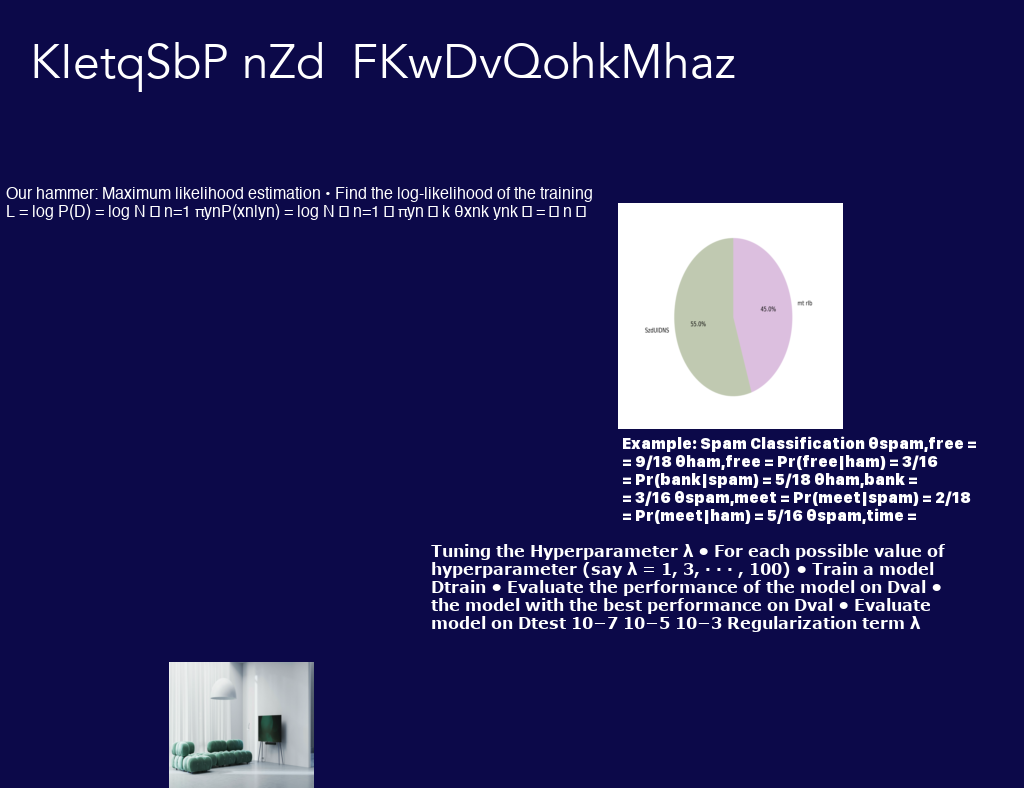 KIetqSbP nZd FKwDvQohkMhaz
Our hammer: Maximum likelihood estimation • Find the log-likelihood of the training
L = log P(D) = log N □ n=1 πynP(xn|yn) = log N □ n=1 □ πyn □ k θxnk ynk □ = □ n □
55.0%
45.0%
SzdUIDNS
mt rlb
Example: Spam Classification θspam,free =
= 9/18 θham,free = Pr(free|ham) = 3/16
= Pr(bank|spam) = 5/18 θham,bank =
= 3/16 θspam,meet = Pr(meet|spam) = 2/18
= Pr(meet|ham) = 5/16 θspam,time =
Tuning the Hyperparameter λ • For each possible value of
hyperparameter (say λ = 1, 3, · · · , 100) • Train a model
Dtrain • Evaluate the performance of the model on Dval •
the model with the best performance on Dval • Evaluate
model on Dtest 10−7 10−5 10−3 Regularization term λ